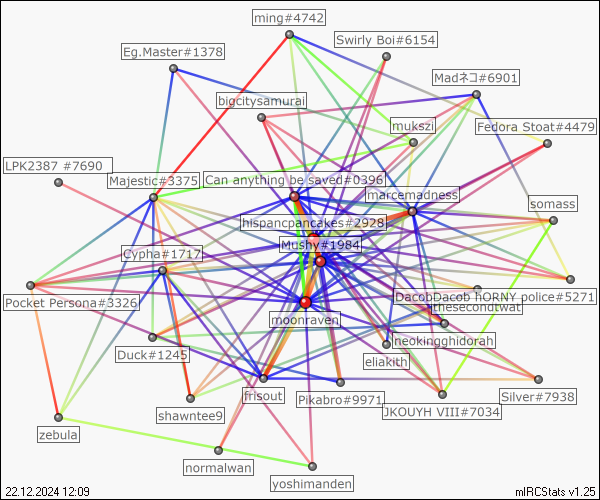 ming#4742
Swirly Boi#6154
Eg.Master#1378
Madネコ#6901
bigcitysamurai
mukszi
Fedora Stoat#4479
LPK2387 #7690
Majestic#3375
Can anything be saved#0396
marcemadness
somass
hispancpancakes#2928
Mushy#1984
Cypha#1717
Pocket Persona#3326
DacobDacob HORNY police#5271
thesecondtwat
moonraven
neokingghidorah
Duck#1245
eliakith
frisout
Pikabro#9971
Silver#7938
shawntee9
JKOUYH VIII#7034
zebula
normalwan
yoshimanden
22.12.2024 12:09
mIRCStats v1.25